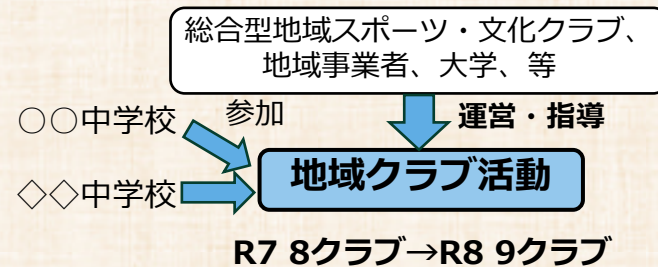 総合型地域スポーツ・文化クラブ、
地域事業者、大学、等
○○中学校
参加
運営・指導
◇◇中学校
地域クラブ活動
R7 8クラブ→R8 9クラブ